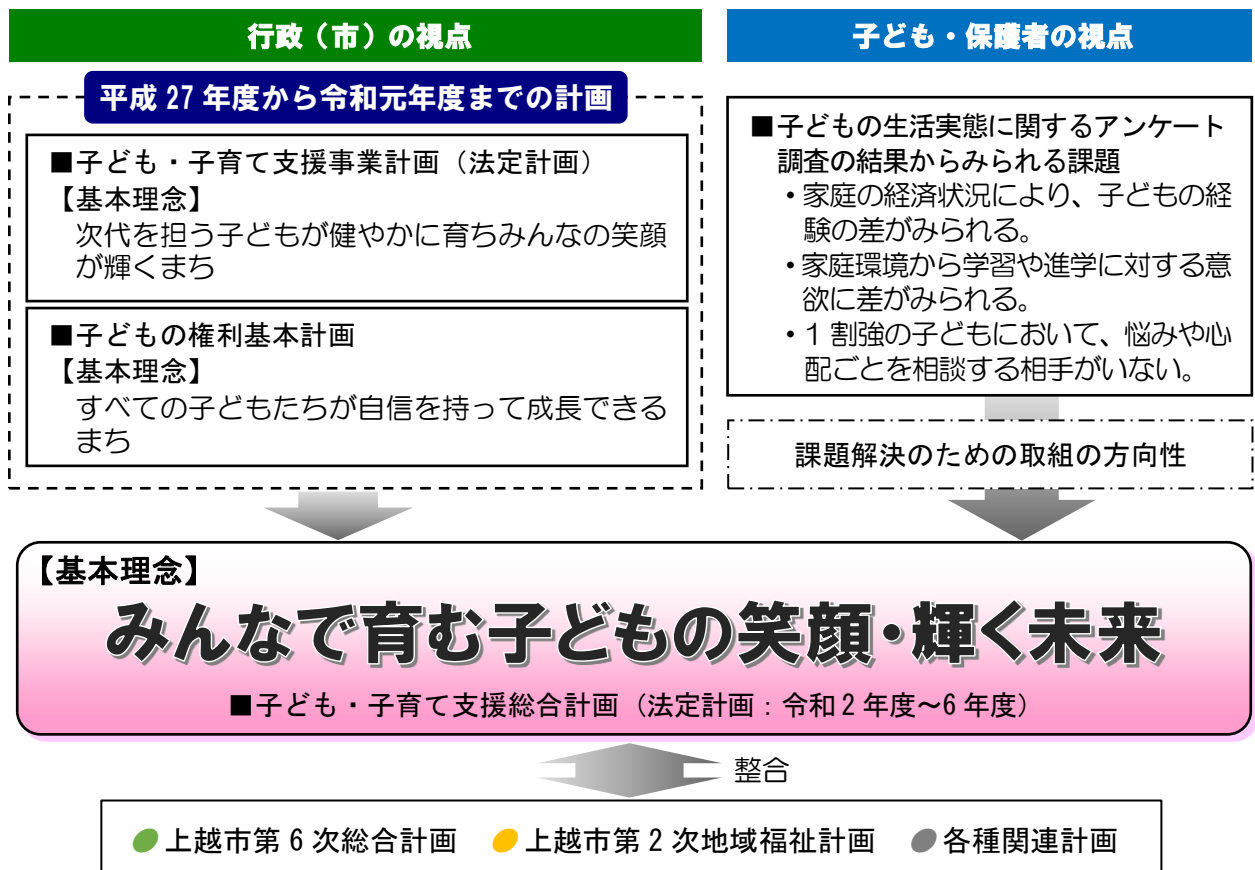 行政（市）の視点
平成 27 年度から令和元年度までの計画
■子ども・子育て支援事業計画（法定計画）
【基本理念】
次代を担う子どもが健やかに育ちみんなの笑顔
が輝くまち
■子どもの権利基本計画
【基本理念】
すべての子どもたちが自信を持って成長できる
まち
子ども・保護者の視点
■子どもの生活実態に関するアンケート
調査の結果からみられる課題
・家庭の経済状況により、子どもの経
験の差がみられる。
・家庭環境から学習や進学に対する意
欲に差がみられる。
・1 割強の子どもにおいて、悩みや心
配ごとを相談する相手がいない。
課題解決のための取組の方向性
【基本理念】
みんなで育む子どもの笑顔・輝く未来
■子ども・子育て支援総合計画（法定計画：令和 2 年度～6 年度）
整合
上越市第 6 次総合計画 上越市第 2 次地域福祉計画 各種関連計画